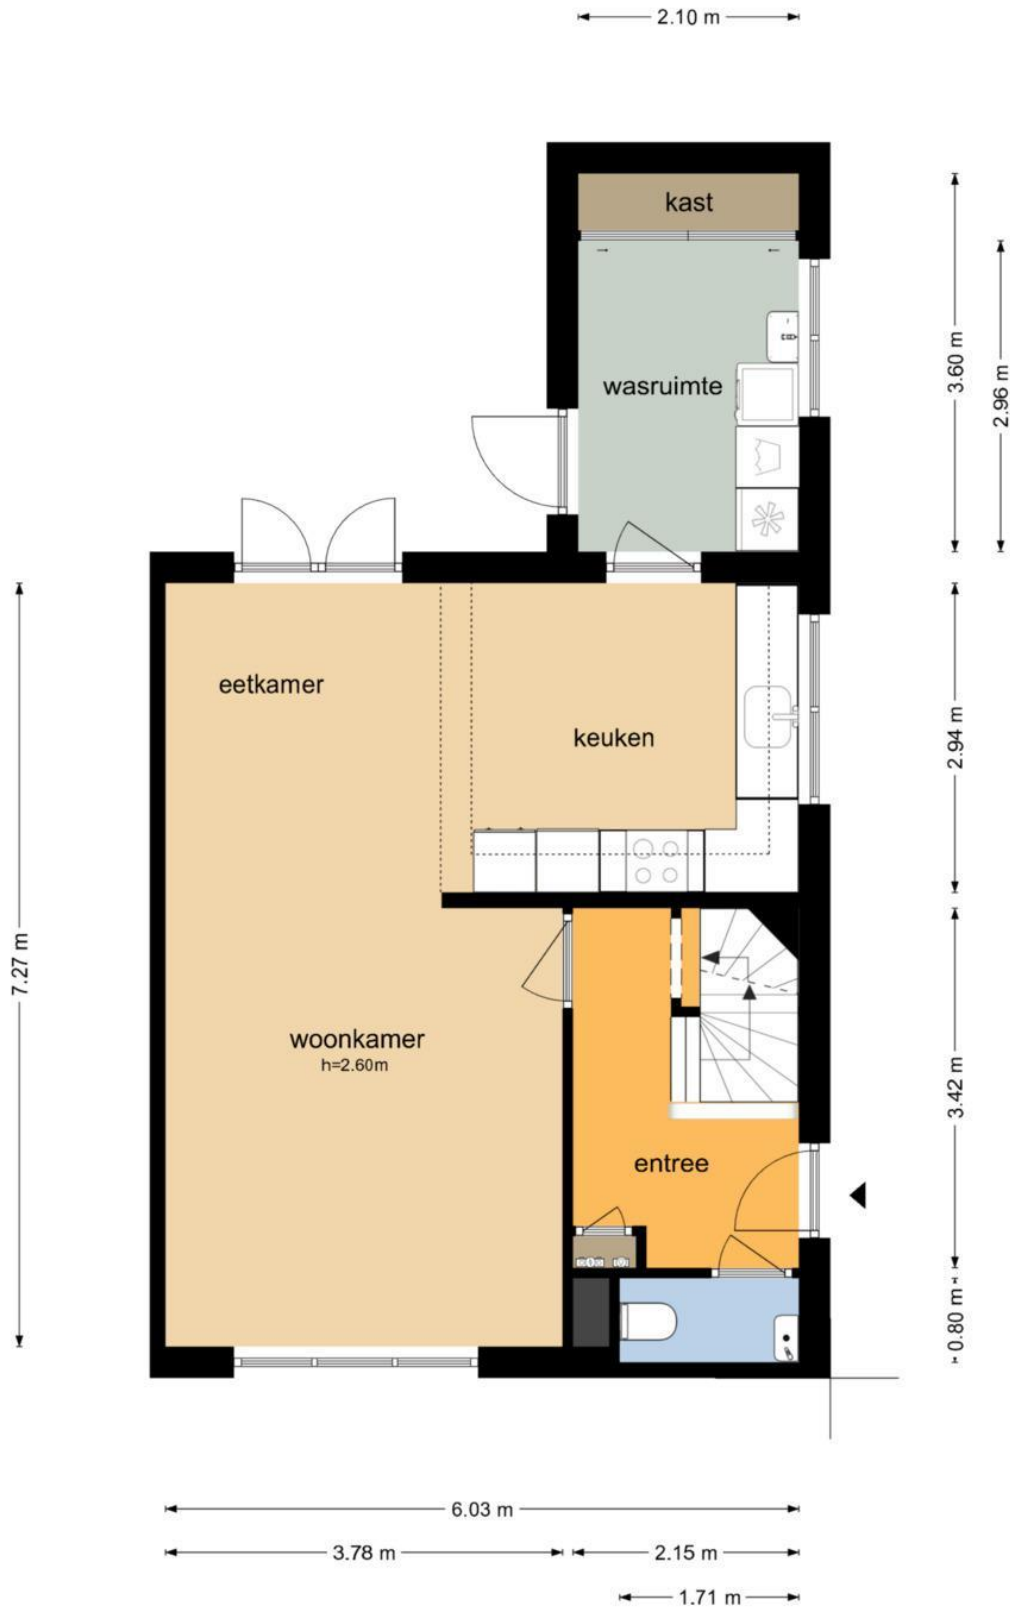 2.10 m
kast
wasruimte
3.60 m
2.96 m
eetkamer
keuken
2.94 m
7.27 m
woonkamer
h=2.60m
3.42 m
entree
0.80 m
6.03 m
3.78 m
2.15 m
1.71 m